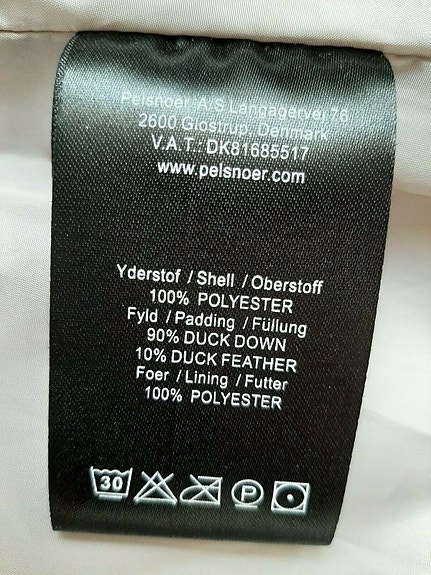 Pelsnoer A/S Langagervej 76
2600 Glostrup, Denmark
V.A.T.: DK81685517
www.pelsnoer.com
Yderstof / Shell / Oberstoff
100% POLYESTER
Fyld / Padding / Füllung
90% DUCK DOWN
10% DUCK FEATHER
Foer / Lining / Futter
100% POLYESTER
30 P